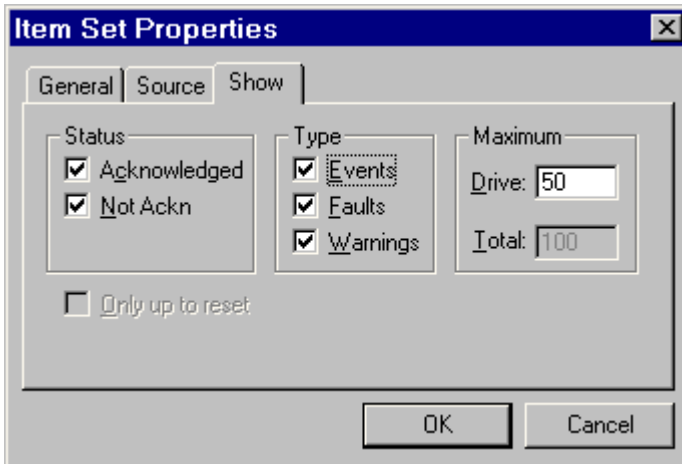 Item Set Properties
General Source Show
Status
Acknowledged
Not Ackn
Type
Events
Faults
Warnings
Maximum
Drive: 50
Total: 100
Only up to reset
OK Cancel